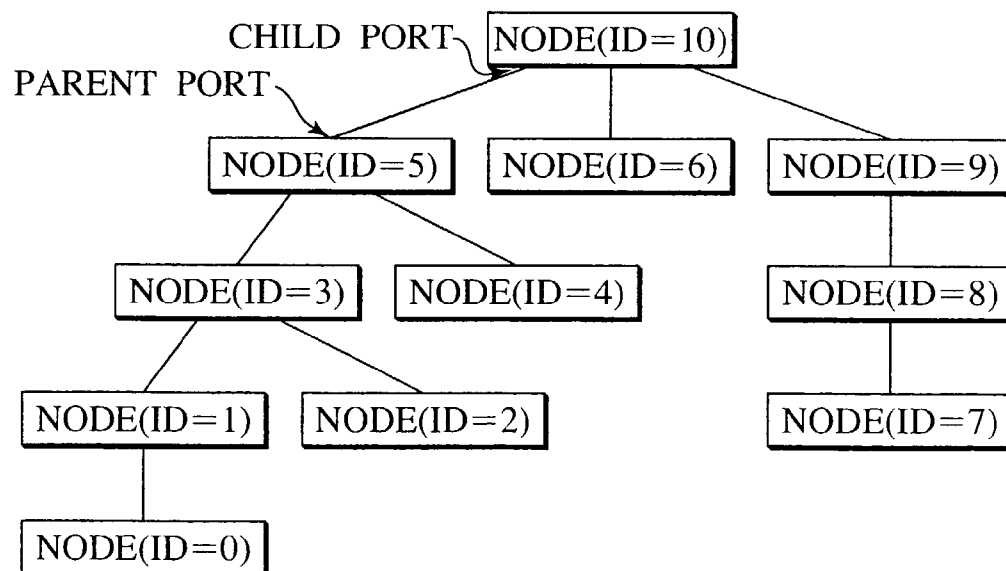 CHILD PORT
NODE(ID=10)
PARENT PORT
NODE(ID=5)
NODE(ID=6)
NODE(ID=9)
NODE(ID=3)
NODE(ID=4)
NODE(ID=8)
NODE(ID=1)
NODE(ID=2)
NODE(ID=7)
NODE(ID=0)